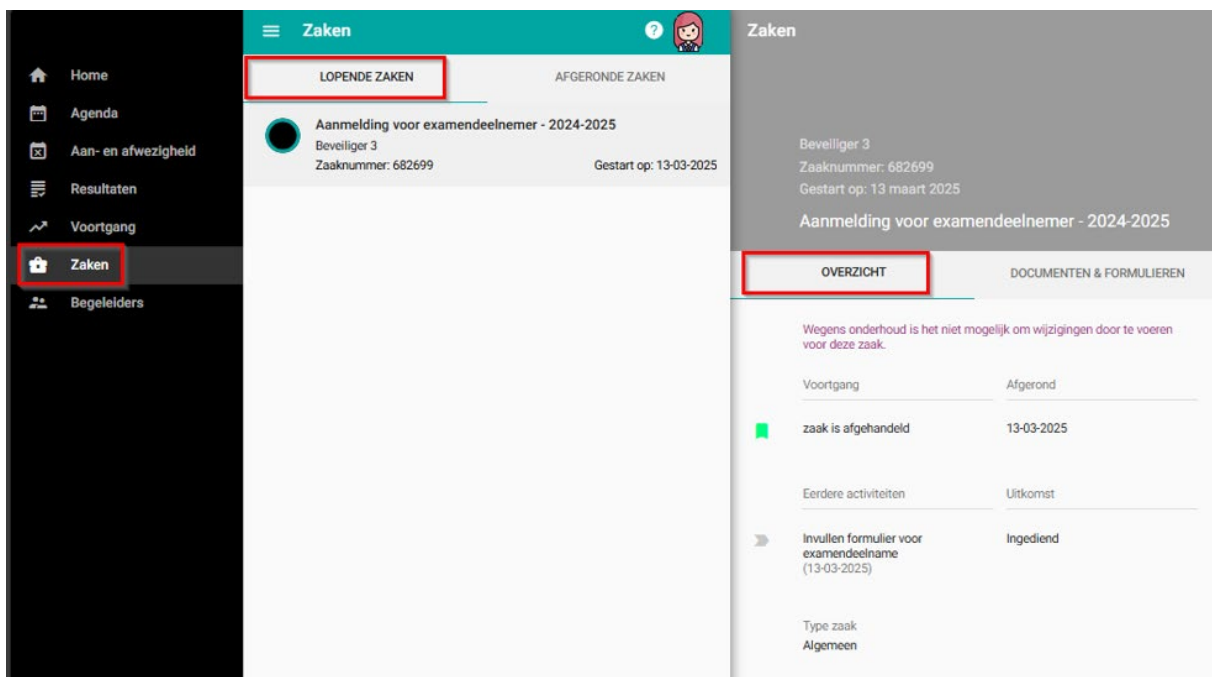 Home
Agenda
Aan- en afwezigheid
Resultaten
Voortgang
Zaken
Begeleiders
Zaken
?
LOPENDE ZAKEN
AFGERONDE ZAKEN
Aanmelding voor examendeelnemer - 2024-2025
Beveiliger 3
Zaaknummer: 682699
Gestart op: 13-03-2025
Zaken
Beveiliger 3
Zaaknummer: 682699
Gestart op: 13 maart 2025
Aanmelding voor examendeelnemer - 2024-2025
OVERZICHT
DOCUMENTEN & FORMULIEREN
Wegens onderhoud is het niet mogelijk om wijzigingen door te voeren
voor deze zaak.
Voortgang
Afgerond
zaak is afgehandeld
13-03-2025
Eerdere activiteiten
Uitkomst
Invullen formulier voor
examendeelname
(13-03-2025)
Ingediend
Type zaak
Algemeen